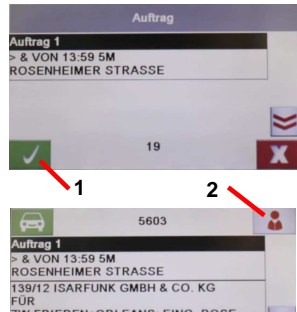 Auftrag
Auftrag 1
> & VON 13:59 5M
ROSENHEIMER STRASSE
19
X
1
2
5603
Auftrag 1
> & VON 13:59 5M
ROSENHEIMER STRASSE
139/12 ISARFUNK GMBH & CO. KG
FÜR